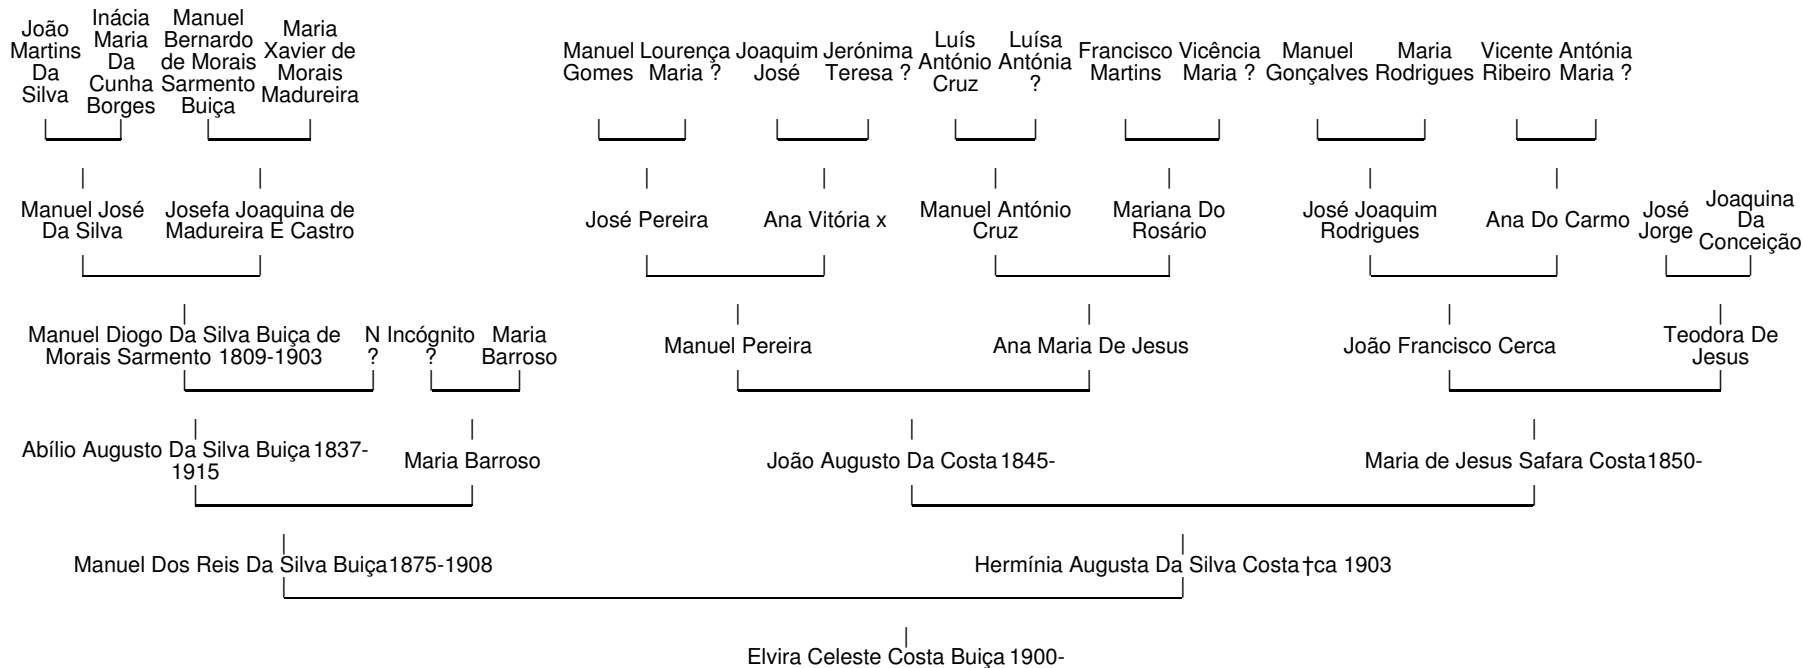 João
Martins
Da
Silva
Inácia
Maria
Da
Cunha
Borges
Manuel
Bernardo
de Morais
Sarmento
Buiça
Maria
Xavier de
Morais
Madureira
Manuel
Gomes
Lourença
Maria ?
Joaquim
José
Jerónima
Teresa ?
Luís
António
Cruz
Luísa
Antónia
?
Francisco
Martins
Vicência
Maria ?
Manuel
Gonçalves
Maria
Rodrigues
Vicente
Ribeiro
Antónia
Maria ?
Manuel José
Da Silva
Josefa Joaquina de
Madureira E Castro
José Pereira
Ana Vitória x
Manuel António
Cruz
Mariana Do
Rosário
José Joaquim
Rodrigues
Ana Do Carmo
José
Jorge
Joaquina
Da
Conceição
Manuel Diogo Da Silva Buiça de
Morais Sarmento 1809-1903
N
?
Incógnito
?
Maria
Barroso
Manuel Pereira
Ana Maria De Jesus
João Francisco Cerca
Teodora De
Jesus
Abílio Augusto Da Silva Buiça 1837-
1915
Maria Barroso
João Augusto Da Costa 1845-
Maria de Jesus Safara Costa 1850-
Manuel Dos Reis Da Silva Buiça 1875-1908
Hermínia Augusta Da Silva Costa †ca 1903
Elvira Celeste Costa Buiça 1900-